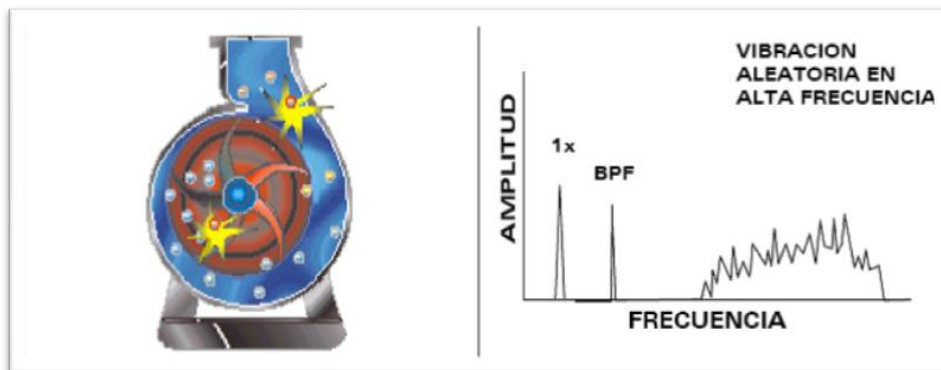 VIBRACION
ALEATORIA EN
ALTA FRECUENCIA
AMPLITUD
1x
BPF
FRECUENCIA